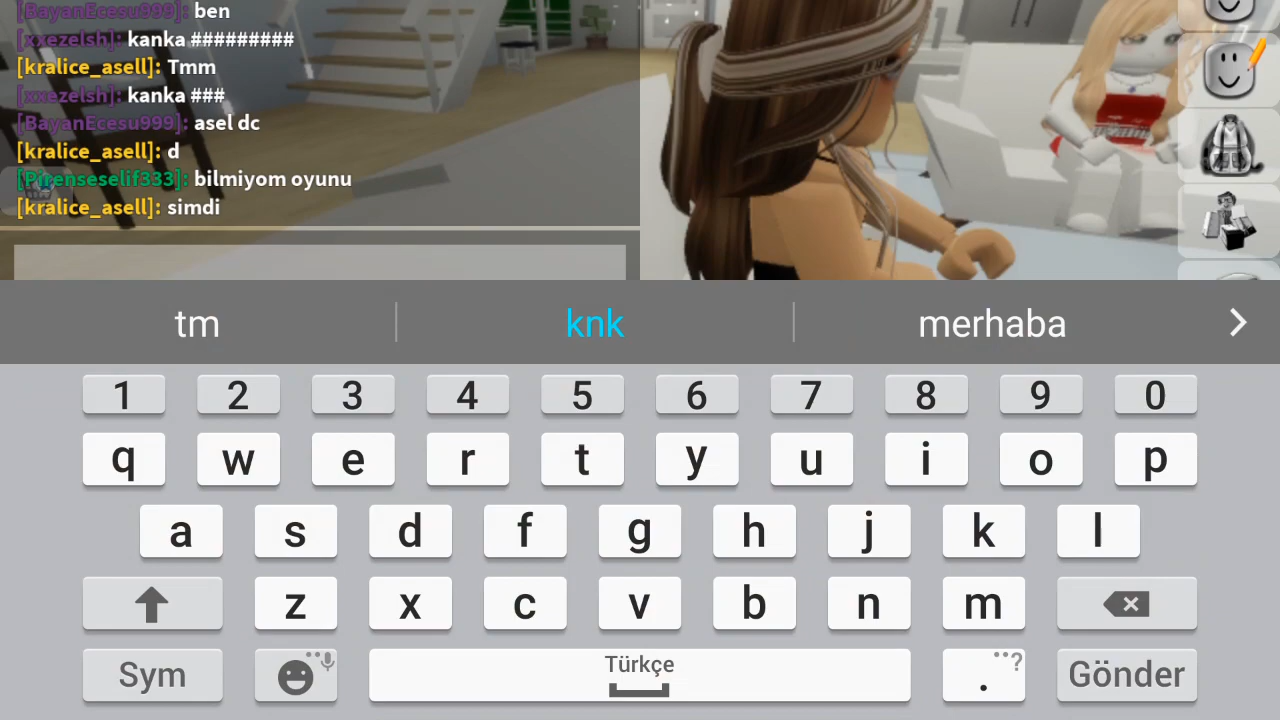 [BayanEcesu999]: ben
[xxezelsh]: kanka #########
[kralice_asell]: Tmm
[xxezelsh]: kanka ###
[BayanEcesu999]: asel dc
[kralice_asell]: d
[Pirenseselif333]: bilmiyom oyunu
[kralice_asell]: simdi
tm knk merhaba
1 2 3 4 5 6 7 8 9 0
q w e r t y u i o p
a s d f g h j k l
z x c v b n m
Sym Türkçe . ? Gönder